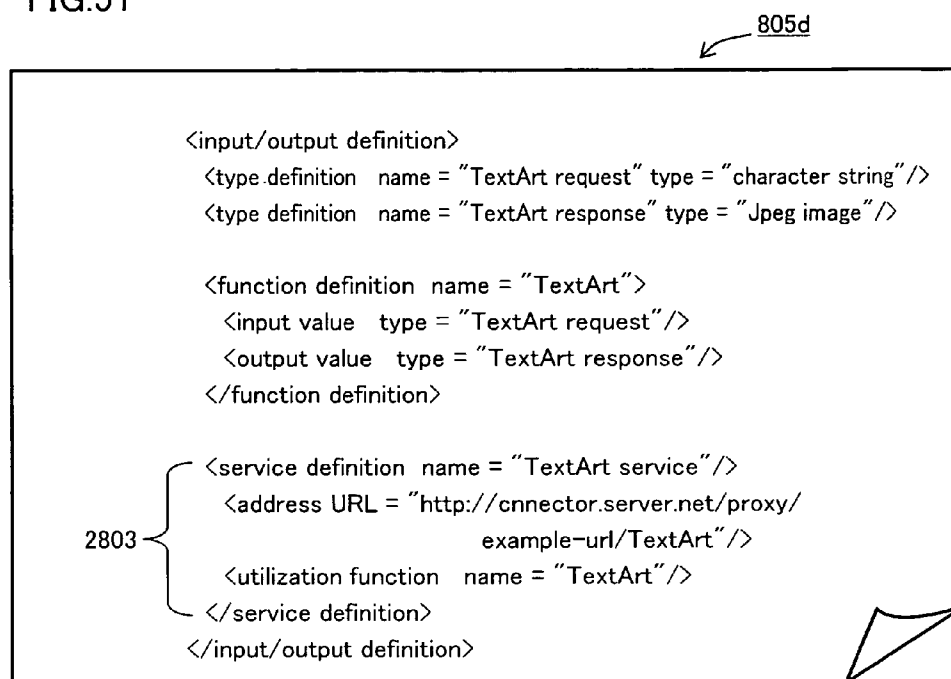 FIG.31
805d
<input/output definition>
<type definition name = "TextArt request" type = "character string"/>
<type definition name = "TextArt response" type = "Jpeg image"/>
<function definition name = "TextArt">
<input value type = "TextArt request"/>
<output value type = "TextArt response"/>
</function definition>
<service definition name = "TextArt service"/>
<address URL = "http://cnnector.server.net/proxy/
example-url/TextArt"/>
2803
<utilization function name = "TextArt"/>
</service definition>
</input/output definition>